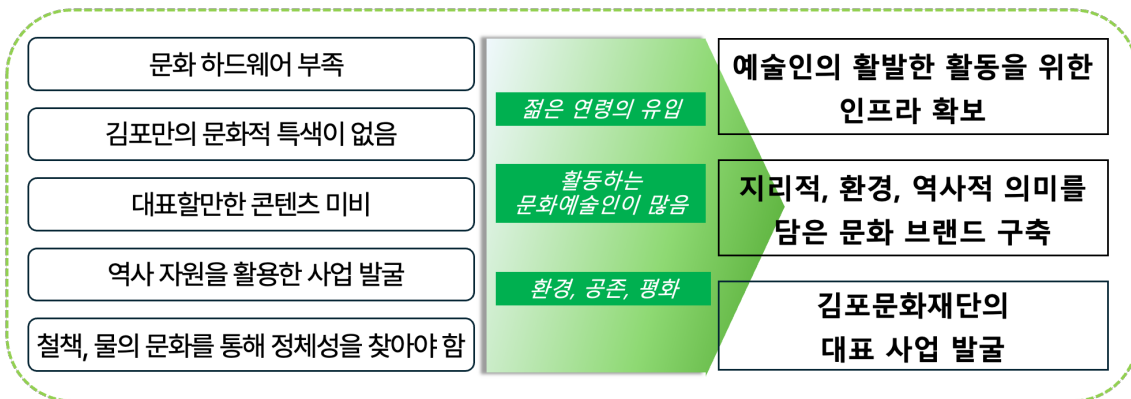 문화 하드웨어 부족
김포만의 문화적 특색이 없음
대표할만한 콘텐츠 미비
역사 자원을 활용한 사업 발굴
철책, 물의 문화를 통해 정체성을 찾아야 함
젊은 연령의 유입
활동하는
문화예술인이 많음
환경, 공존, 평화
예술인의 활발한 활동을 위한
인프라 확보
지리적, 환경, 역사적 의미를
담은 문화 브랜드 구축
김포문화재단의
대표 사업 발굴